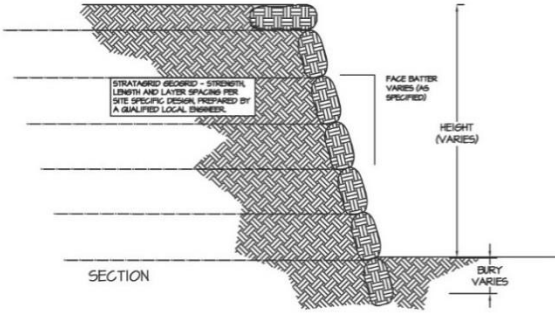 STRATAGRID GEOGRID - STRENGTH,
LENGTH AND LAYER SPACING PER
SITE SPECIFIC DESIGN, PREPARED BY
A QUALIFIED LOCAL ENGINEER.
FACE BATTER
VARIES (AS
SPECIFIED)
HEIGHT
(VARIES)
SECTION
BURY
VARIES